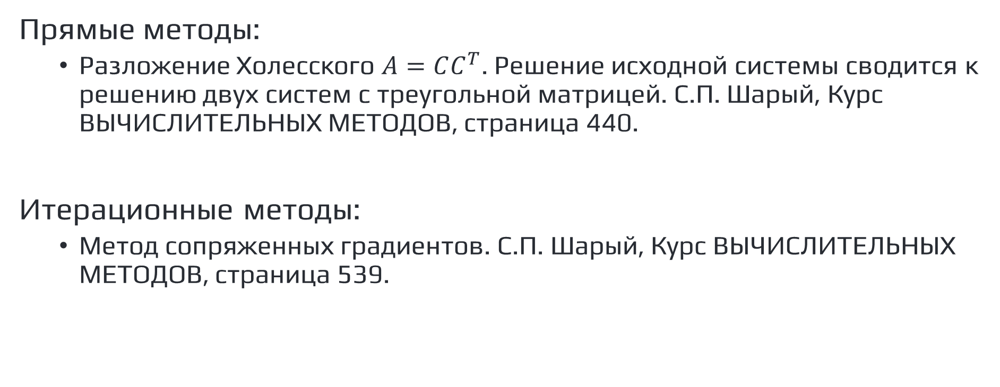 Прямые методы:
• Разложение Холесского $A = CC^T$. Решение исходной системы сводится к
решению двух систем с треугольной матрицей. С.П. Шарый, Курс
ВЫЧИСЛИТЕЛЬНЫХ МЕТОДОВ, страница 440.
Итерационные методы:
• Метод сопряженных градиентов. С.П. Шарый, Курс ВЫЧИСЛИТЕЛЬНЫХ
МЕТОДОВ, страница 539.